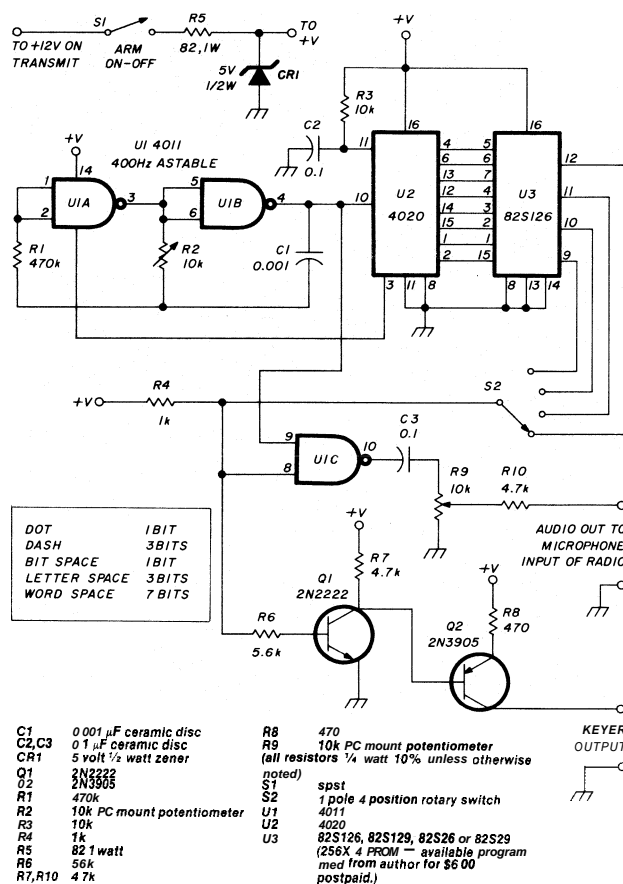 S1
R5
TO +12V ON
TRANSMIT
ARM
ON-OFF
82,1W
TO
+V
5V
1/2W
CR1
+V
R3
10k
C2
0.1
16
16
11
U1 4011
400Hz ASTABLE
+V
14
1
2
U1A
3
5
6
U1B
4
10
U2
4020
4
6
13
12
14
15
1
2
5
6
7
4
3
2
1
15
U3
82S126
12
11
10
9
R1
470k
R2
10k
C1
0.001
3
11
8
8
13
14
R4
+V
1k
S2
9
8
U1C
10
C3
0.1
R9
10k
R10
4.7k
DOT 1 BIT
DASH 3 BITS
BIT SPACE 1 BIT
LETTER SPACE 3 BITS
WORD SPACE 7 BITS
+V
R7
4.7k
AUDIO OUT TO
MICROPHONE
INPUT OF RADIO
Q1
2N2222
R6
5.6k
+V
R8
470
Q2
2N3905
KEYER
OUTPUT
C1 0 001 μF ceramic disc
C2,C3 0 1 μF ceramic disc
CR1 5 volt ½ watt zener
Q1 2N2222
02 2N3905
R1 470k
R2 10k PC mount potentiometer
R3 10k
R4 1k
R5 82 1 watt
R6 56k
R7,R10 4 7k
R8 470
R9 10k PC mount potentiometer
(all resistors ¼ watt 10% unless otherwise
noted)
S1 spst
S2 1 pole 4 position rotary switch
U1 4011
U2 4020
U3 82S126, 82S129, 82S26 or 82S29
(256X 4 PROM — available program
med from author for $6 00
postpaid.)